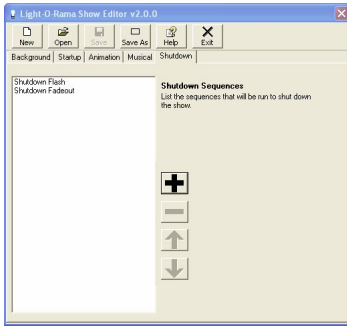 Light-O-Rama Show Editor v2.0.0
New Open Save Save As Help Exit
Background Startup Animation Musical Shutdown
Shutdown Flash
Shutdown Fadeout
Shutdown Sequences
List the sequences that will be run to shut down
the show.